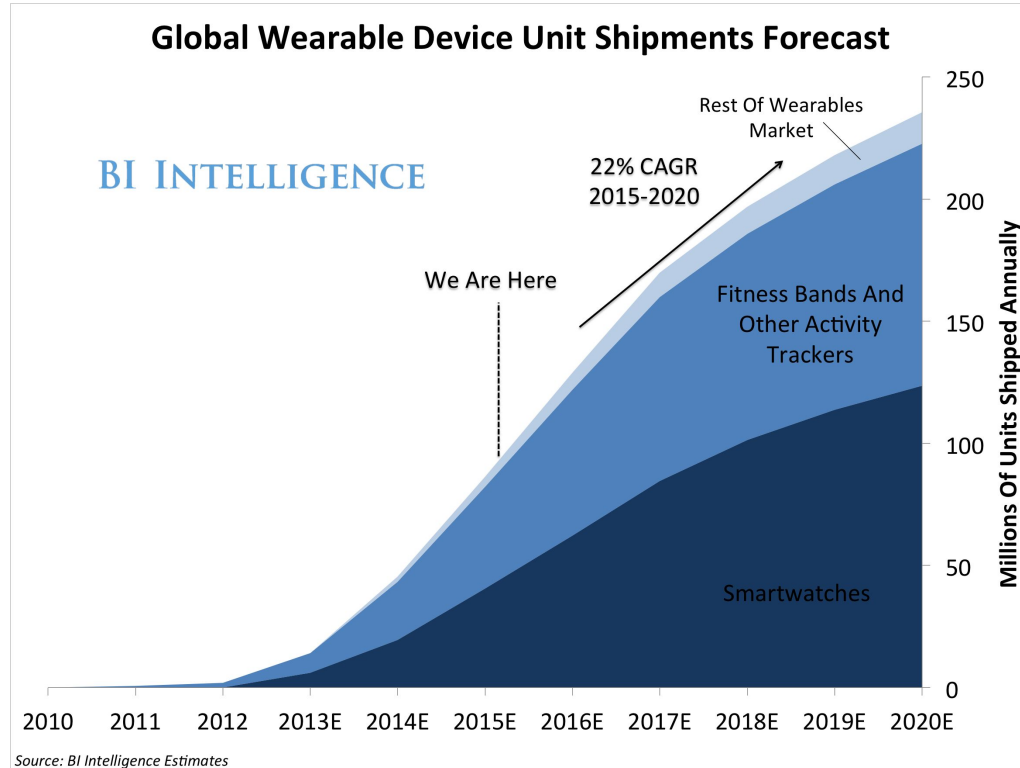 Global Wearable Device Unit Shipments Forecast
BI INTELLIGENCE
Rest Of Wearables
Market
22% CAGR
2015-2020
We Are Here
Fitness Bands And
Other Activity
Trackers
Smartwatches
250
200
150
100
50
0
Millions Of Units Shipped Annually
2010 2011 2012 2013E 2014E 2015E 2016E 2017E 2018E 2019E 2020E
Source: BI Intelligence Estimates